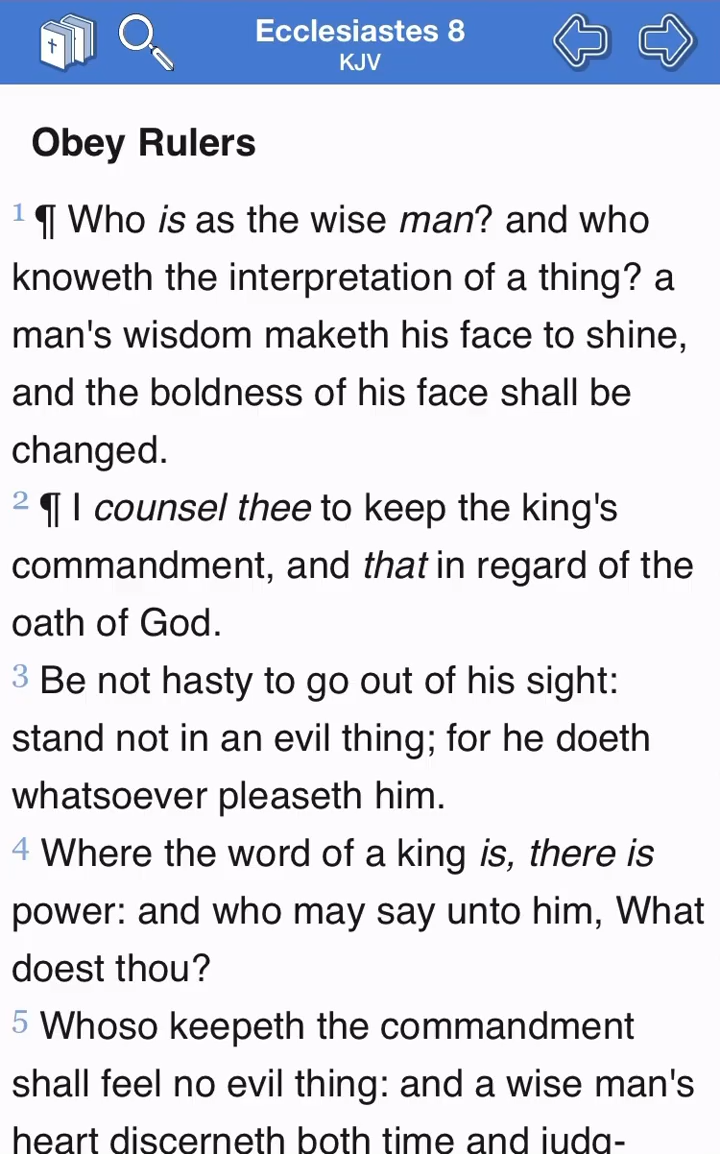 Ecclesiastes 8
KJV
Obey Rulers
1 ¶ Who is as the wise man? and who
knoweth the interpretation of a thing? a
man's wisdom maketh his face to shine,
and the boldness of his face shall be
changed.
2 ¶ I counsel thee to keep the king's
commandment, and that in regard of the
oath of God.
3 Be not hasty to go out of his sight:
stand not in an evil thing; for he doeth
whatsoever pleaseth him.
4 Where the word of a king is, there is
power: and who may say unto him, What
doest thou?
5 Whoso keepeth the commandment
shall feel no evil thing: and a wise man's
heart discerneth both time and judg-